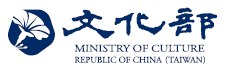 文化部
MINISTRY OF CULTURE
REPUBLIC OF CHINA (TAIWAN)